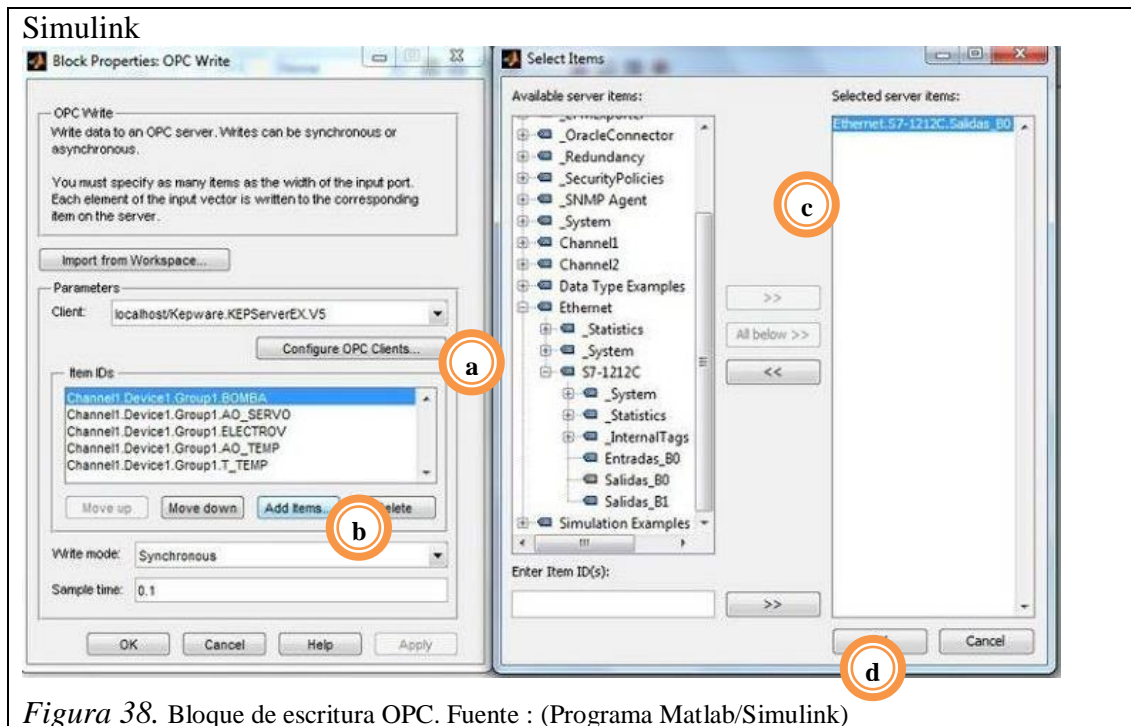 Simulink
Block Properties: OPC Write
OPC Write
Write data to an OPC server. Writes can be synchronous or
asynchronous.
You must specify as many items as the width of the input port.
Each element of the input vector is written to the corresponding
item on the server.
Import from Workspace...
Parameters
Client: localhost/Kepware.KEPServerEX.V5
Configure OPC Clients...
a
Item IDs
Channel1.Device1.Group1.BOMBA
Channel1.Device1.Group1.AO_SERVO
Channel1.Device1.Group1.ELECTROV
Channel1.Device1.Group1.AO_TEMP
Channel1.Device1.Group1.T_TEMP
Move up Move down Add Items...
b
Write mode: Synchronous
Sample time: 0.1
OK Cancel Help Apply
Select Items
Available server items:
_OracleConnector
_Redundancy
_SecurityPolicies
_SNMP Agent
_System
Channel1
Channel2
Data Type Examples
Ethernet
_Statistics
_System
S7-1212C
_System
_Statistics
_InternalTags
Entradas_B0
Salidas_B0
Salidas_B1
Simulation Examples
Enter Item ID(s):
>>
All below >>
<<
>>
Selected server items:
Ethernet.S7-1212C.Salidas_B0
c
Cancel
d
Figura 38. Bloque de escritura OPC. Fuente : (Programa Matlab/Simulink)